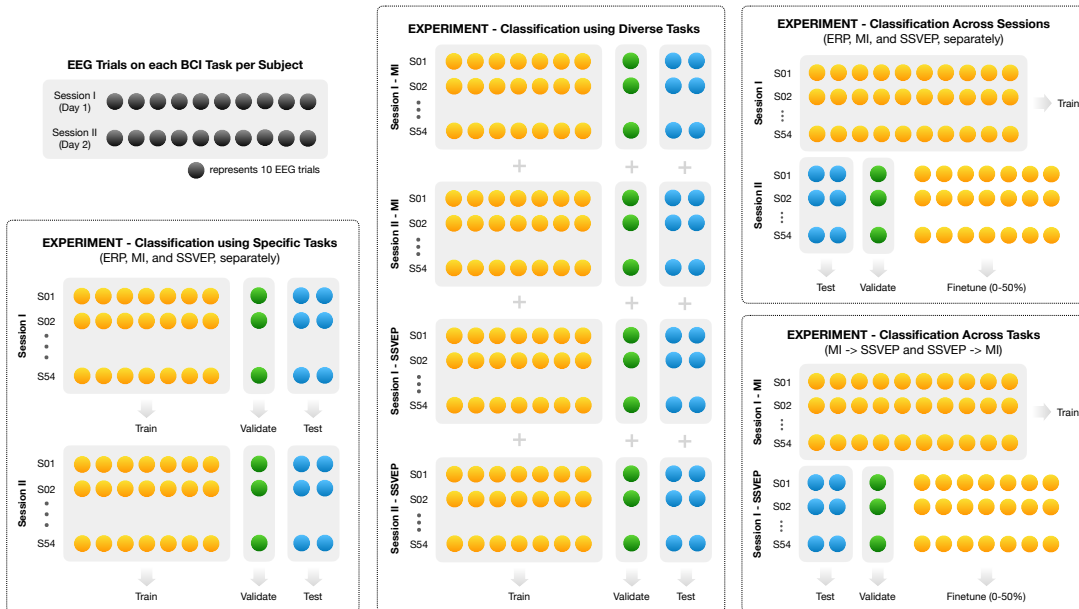 EEG Trials on each BCI Task per Subject
Session I
(Day 1)
Session II
(Day 2)
represents 10 EEG trials
EXPERIMENT - Classification using Specific Tasks
(ERP, MI, and SSVEP, separately)
Session I
S01
S02
S54
Train
Validate
Test
Session II
S01
S02
S54
Train
Validate
Test
EXPERIMENT - Classification using Diverse Tasks
Session I - MI
S01
S02
S54
+ + +
Session II - MI
S01
S02
S54
+ + +
Session I - SSVEP
S01
S02
S54
+ + +
Session II - SSVEP
S01
S02
S54
Train
Validate
Test
EXPERIMENT - Classification Across Sessions
(ERP, MI, and SSVEP, separately)
Session I
S01
S02
S54
Train
Session II
S01
S02
S54
Test
Validate
Finetune (0-50%)
EXPERIMENT - Classification Across Tasks
(MI -> SSVEP and SSVEP -> MI)
Session I - MI
S01
S02
S54
Train
Session I - SSVEP
S01
S02
S54
Test
Validate
Finetune (0-50%)